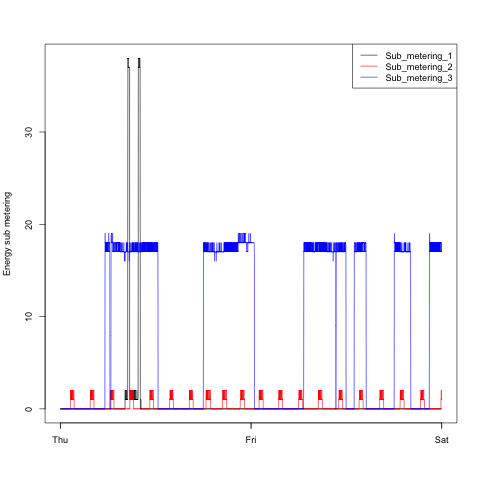 Sub_metering_1
Sub_metering_2
Sub_metering_3
Energy sub metering
30
20
10
0
Thu Fri Sat